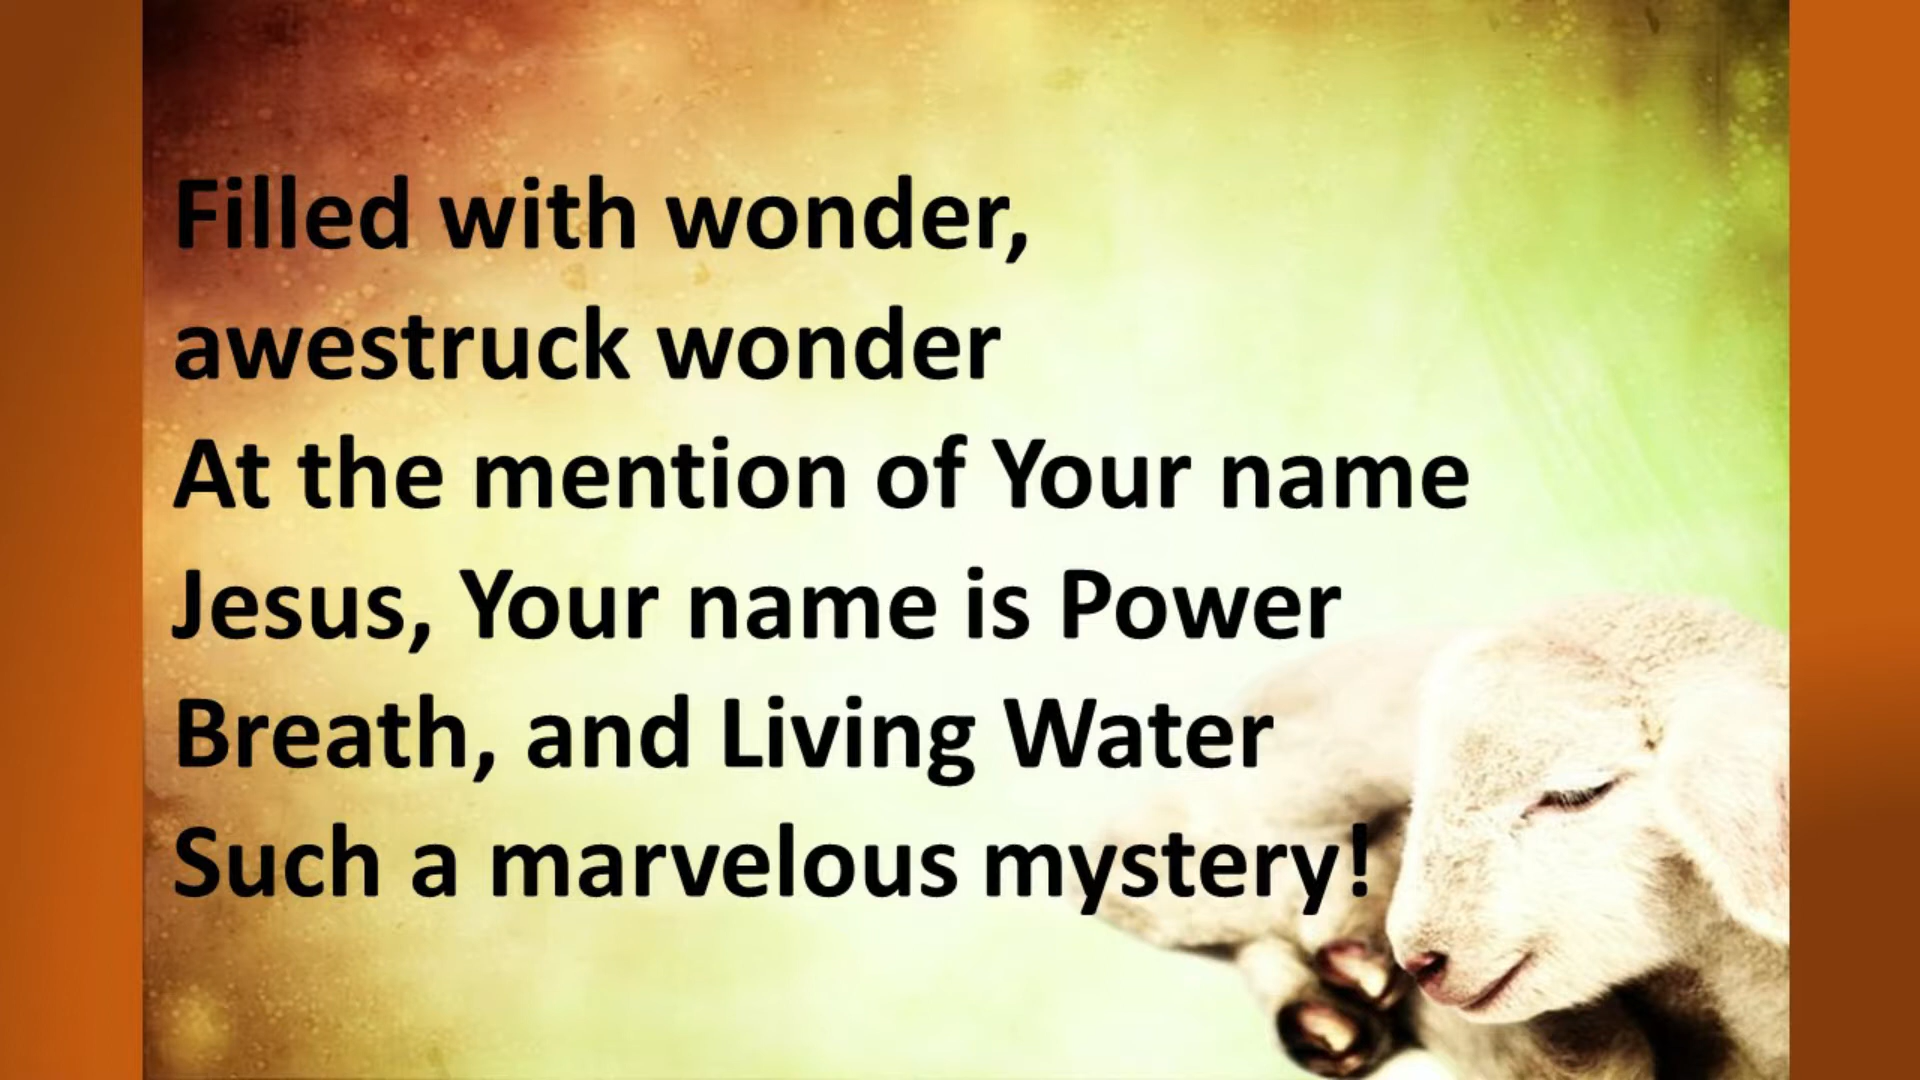 Filled with wonder,
awestruck wonder
At the mention of Your name
Jesus, Your name is Power
Breath, and Living Water
Such a marvelous mystery!